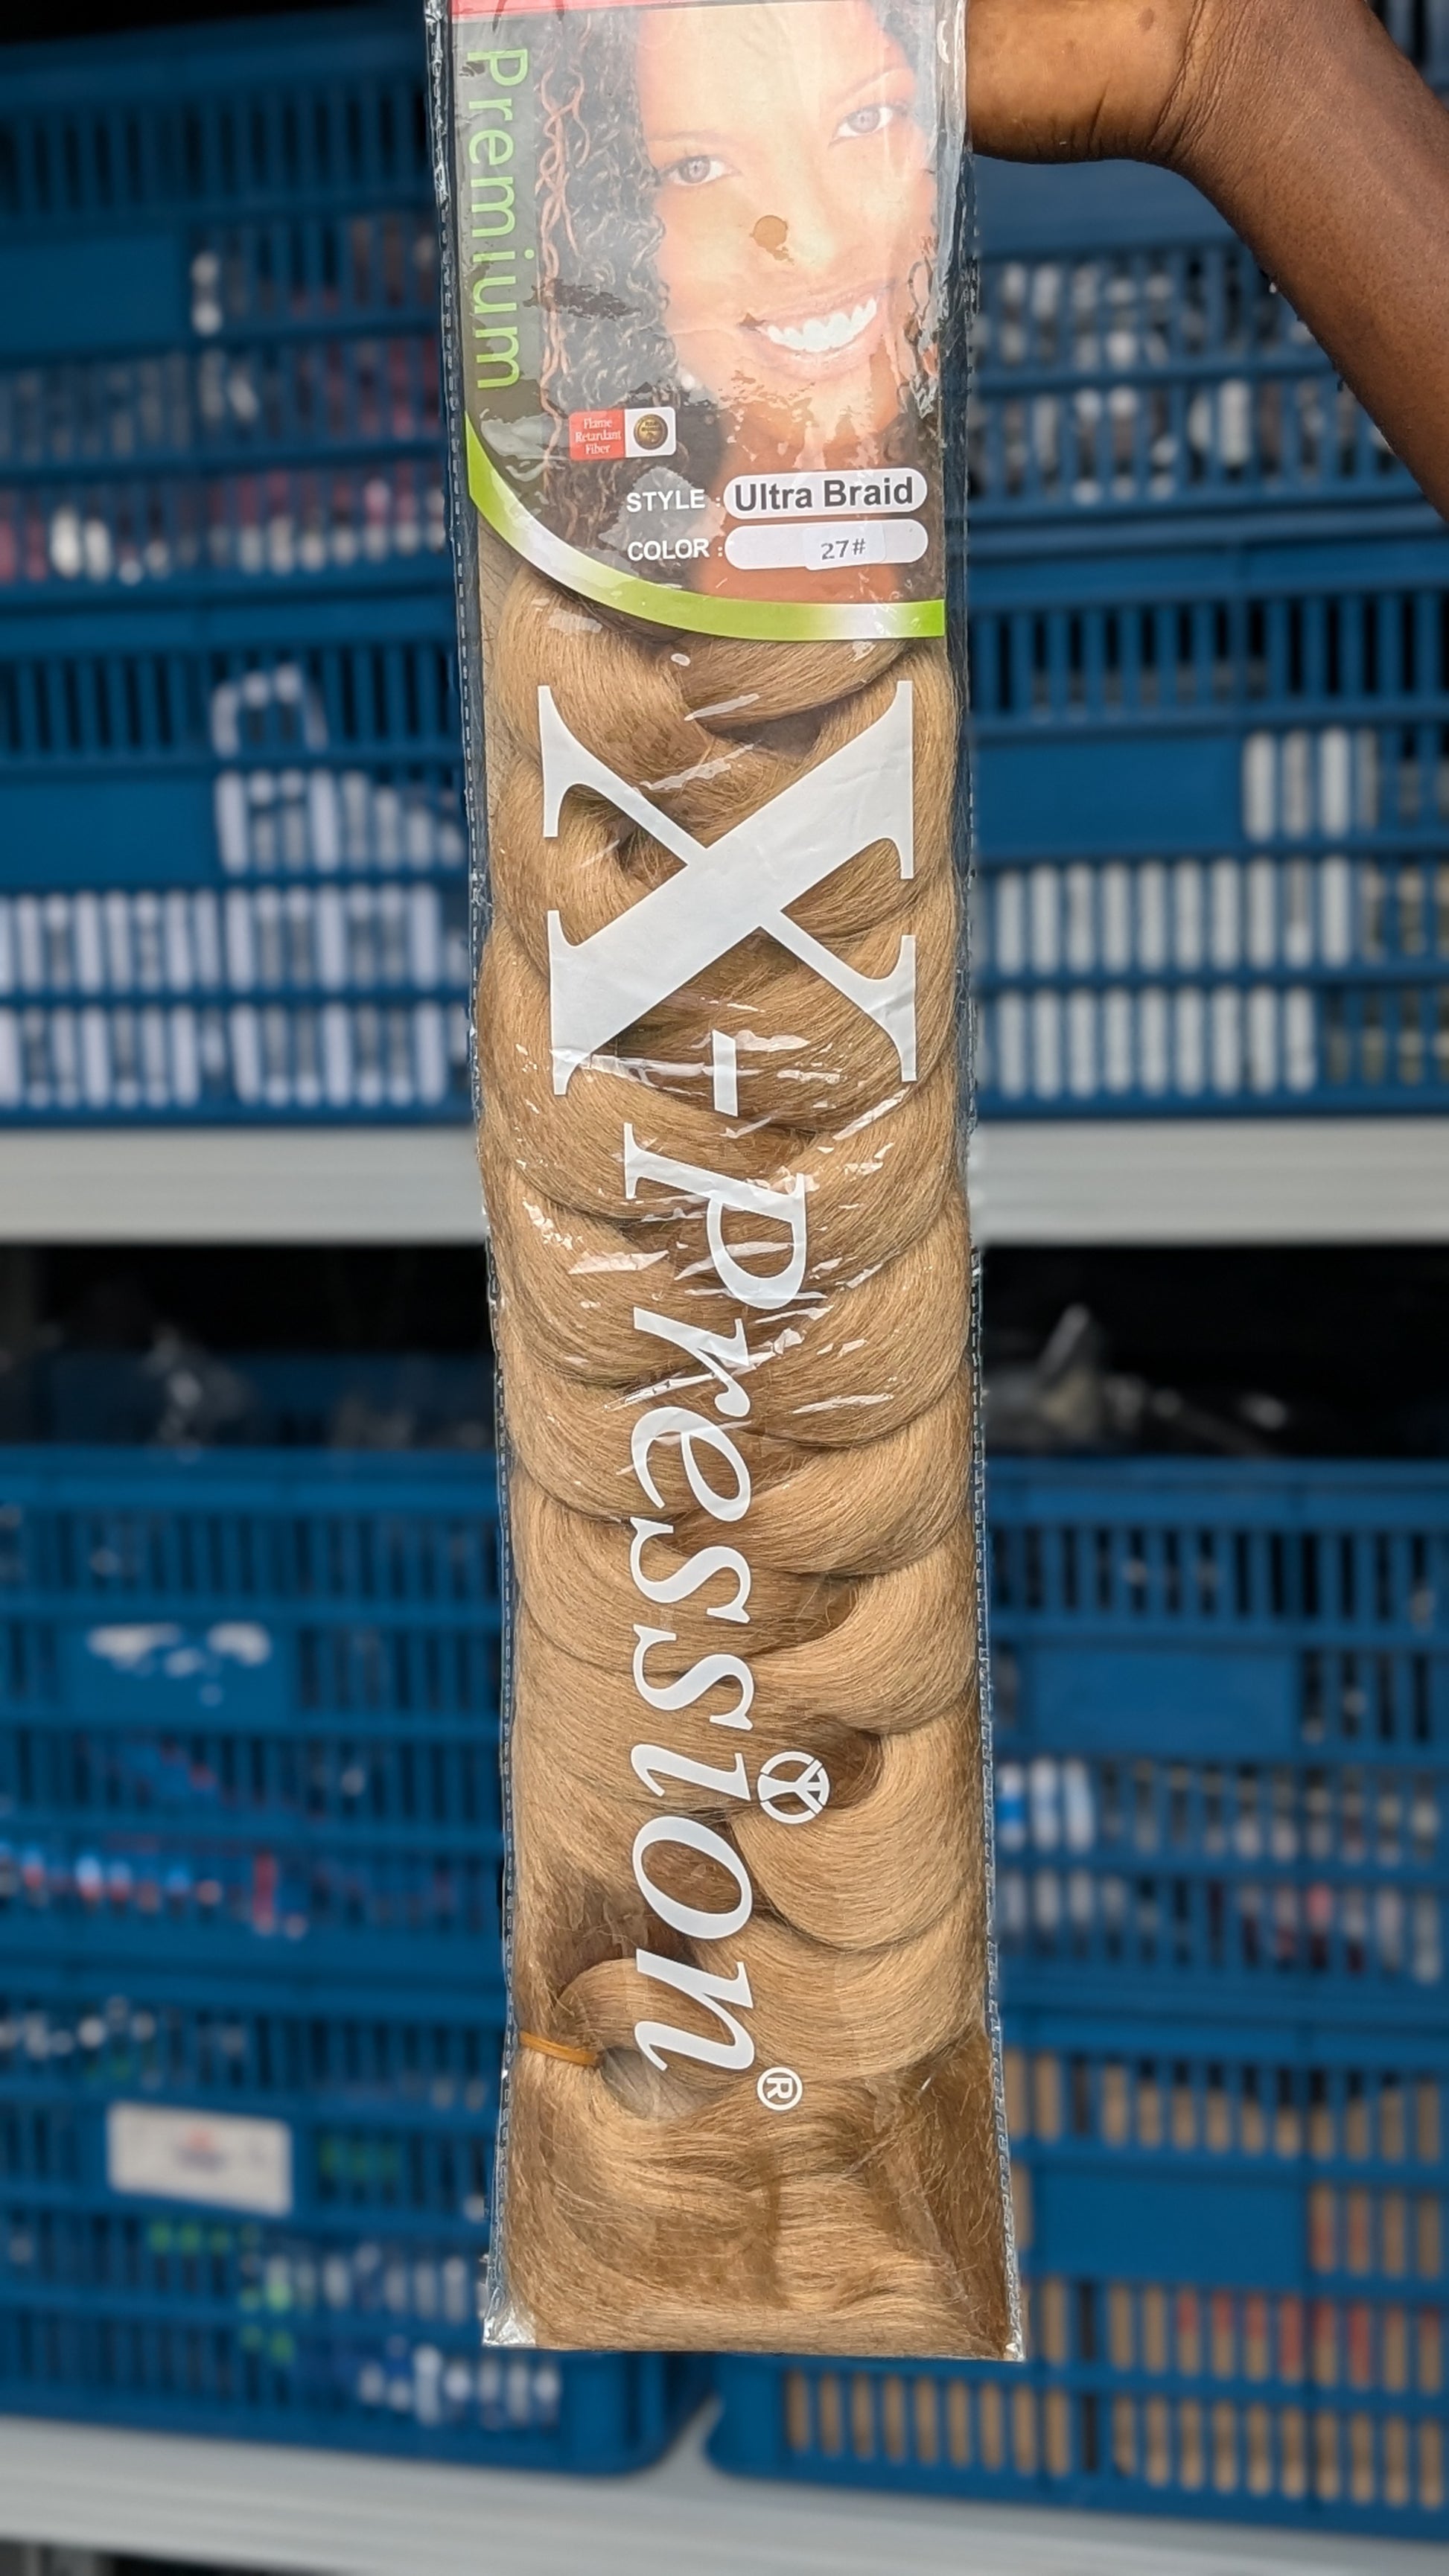 Premium
Flame
Retardant
Fiber
STYLE : Ultra Braid
COLOR : 27#
X-Pression®